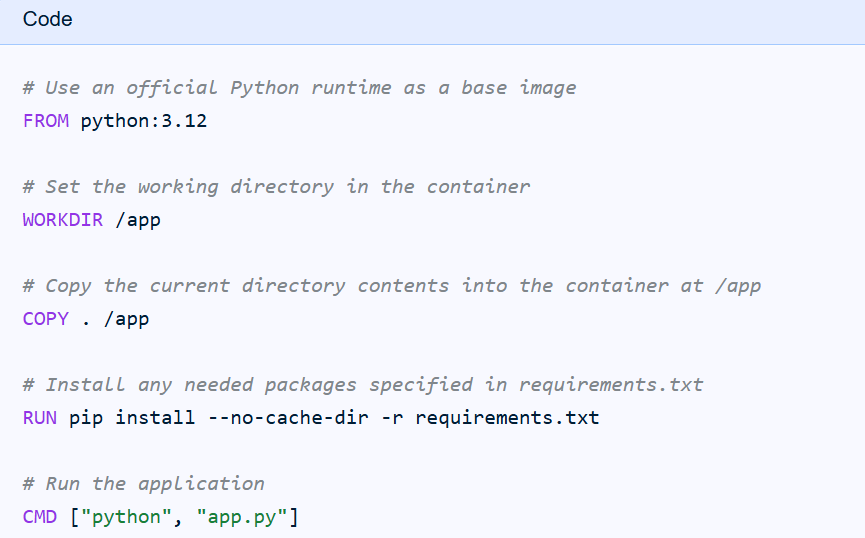 Code
# Use an official Python runtime as a base image
FROM python:3.12
# Set the working directory in the container
WORKDIR /app
# Copy the current directory contents into the container at /app
COPY . /app
# Install any needed packages specified in requirements.txt
RUN pip install --no-cache-dir -r requirements.txt
# Run the application
CMD ["python", "app.py"]